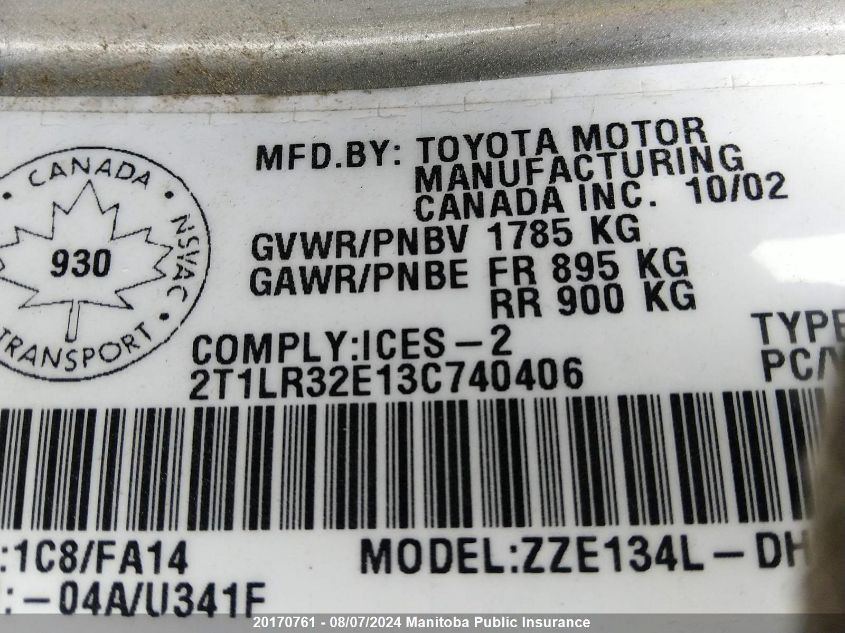 MFD.BY: TOYOTA MOTOR
MANUFACTURING
CANADA INC. 10/02
CANADA
NSVAC
930
TRANSPORT
GVWR/PNBV 1785 KG
GAWR/PNBE FR 895 KG
RR 900 KG
COMPLY:ICES-2
TYPE
2T1LR32E13C740406
PC/
:1C8/FA14
MODEL:ZZE134L-DH
:-04A/U341F
20170761 - 08/07/2024 Manitoba Public Insurance